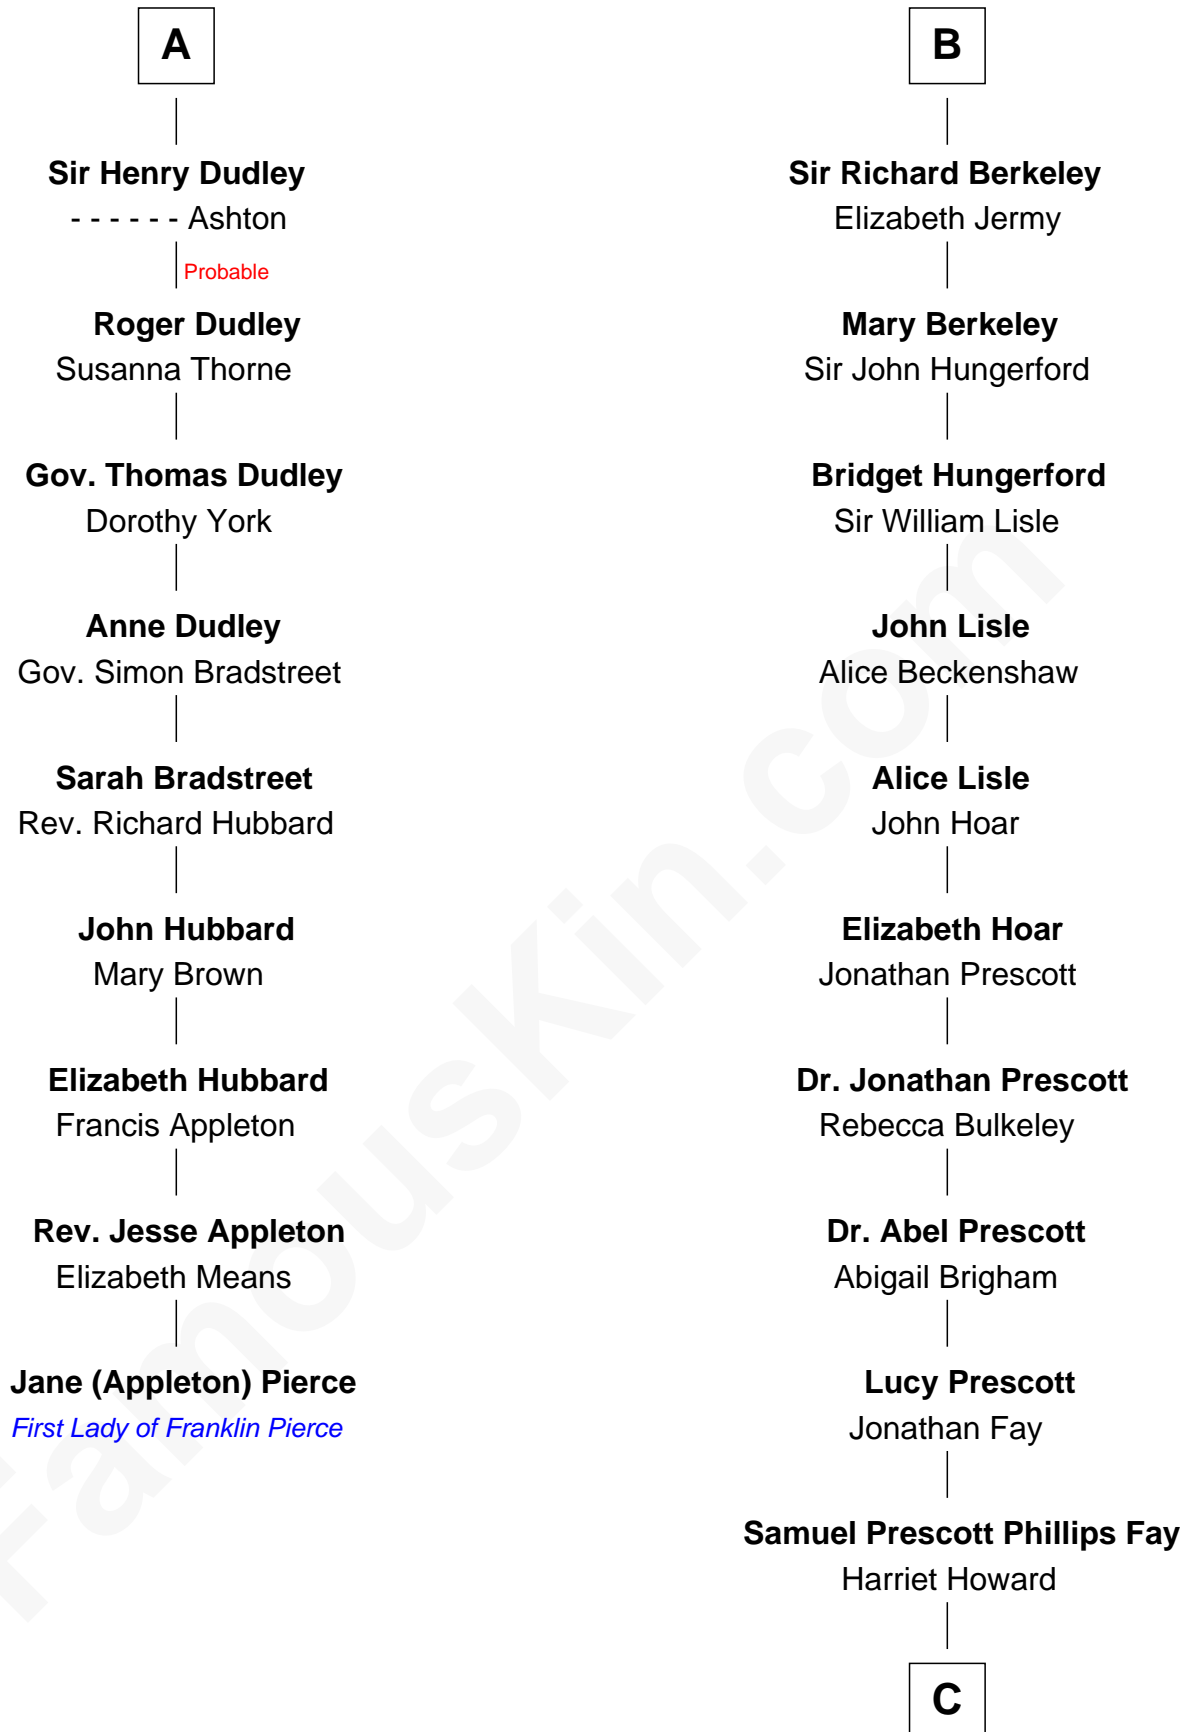 A
Sir Henry Dudley
- - - - - - Ashton
Probable
Roger Dudley
Susanna Thorne
Gov. Thomas Dudley
Dorothy York
Anne Dudley
Gov. Simon Bradstreet
Sarah Bradstreet
Rev. Richard Hubbard
John Hubbard
Mary Brown
Elizabeth Hubbard
Francis Appleton
Rev. Jesse Appleton
Elizabeth Means
Jane (Appleton) Pierce
First Lady of Franklin Pierce
B
Sir Richard Berkeley
Elizabeth Jermy
Mary Berkeley
Sir John Hungerford
Bridget Hungerford
Sir William Lisle
John Lisle
Alice Beckenshaw
Alice Lisle
John Hoar
Elizabeth Hoar
Jonathan Prescott
Dr. Jonathan Prescott
Rebecca Bulkeley
Dr. Abel Prescott
Abigail Brigham
Lucy Prescott
Jonathan Fay
Samuel Prescott Phillips Fay
Harriet Howard
C
FamousKin.com